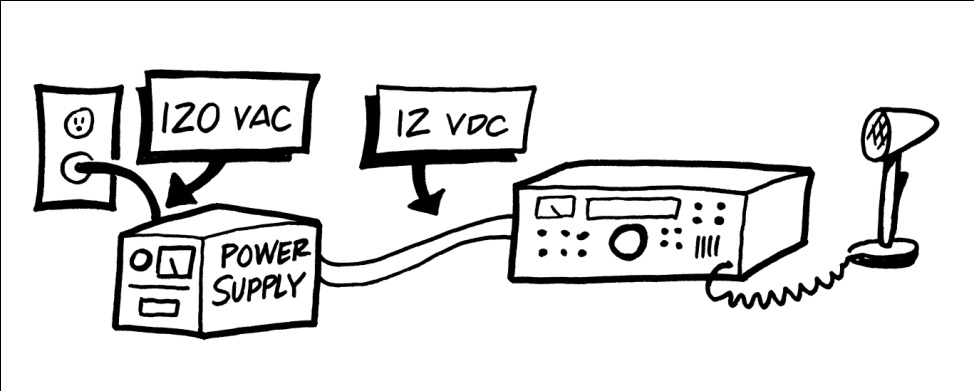 120 VAC
12 VDC
POWER
SUPPLY